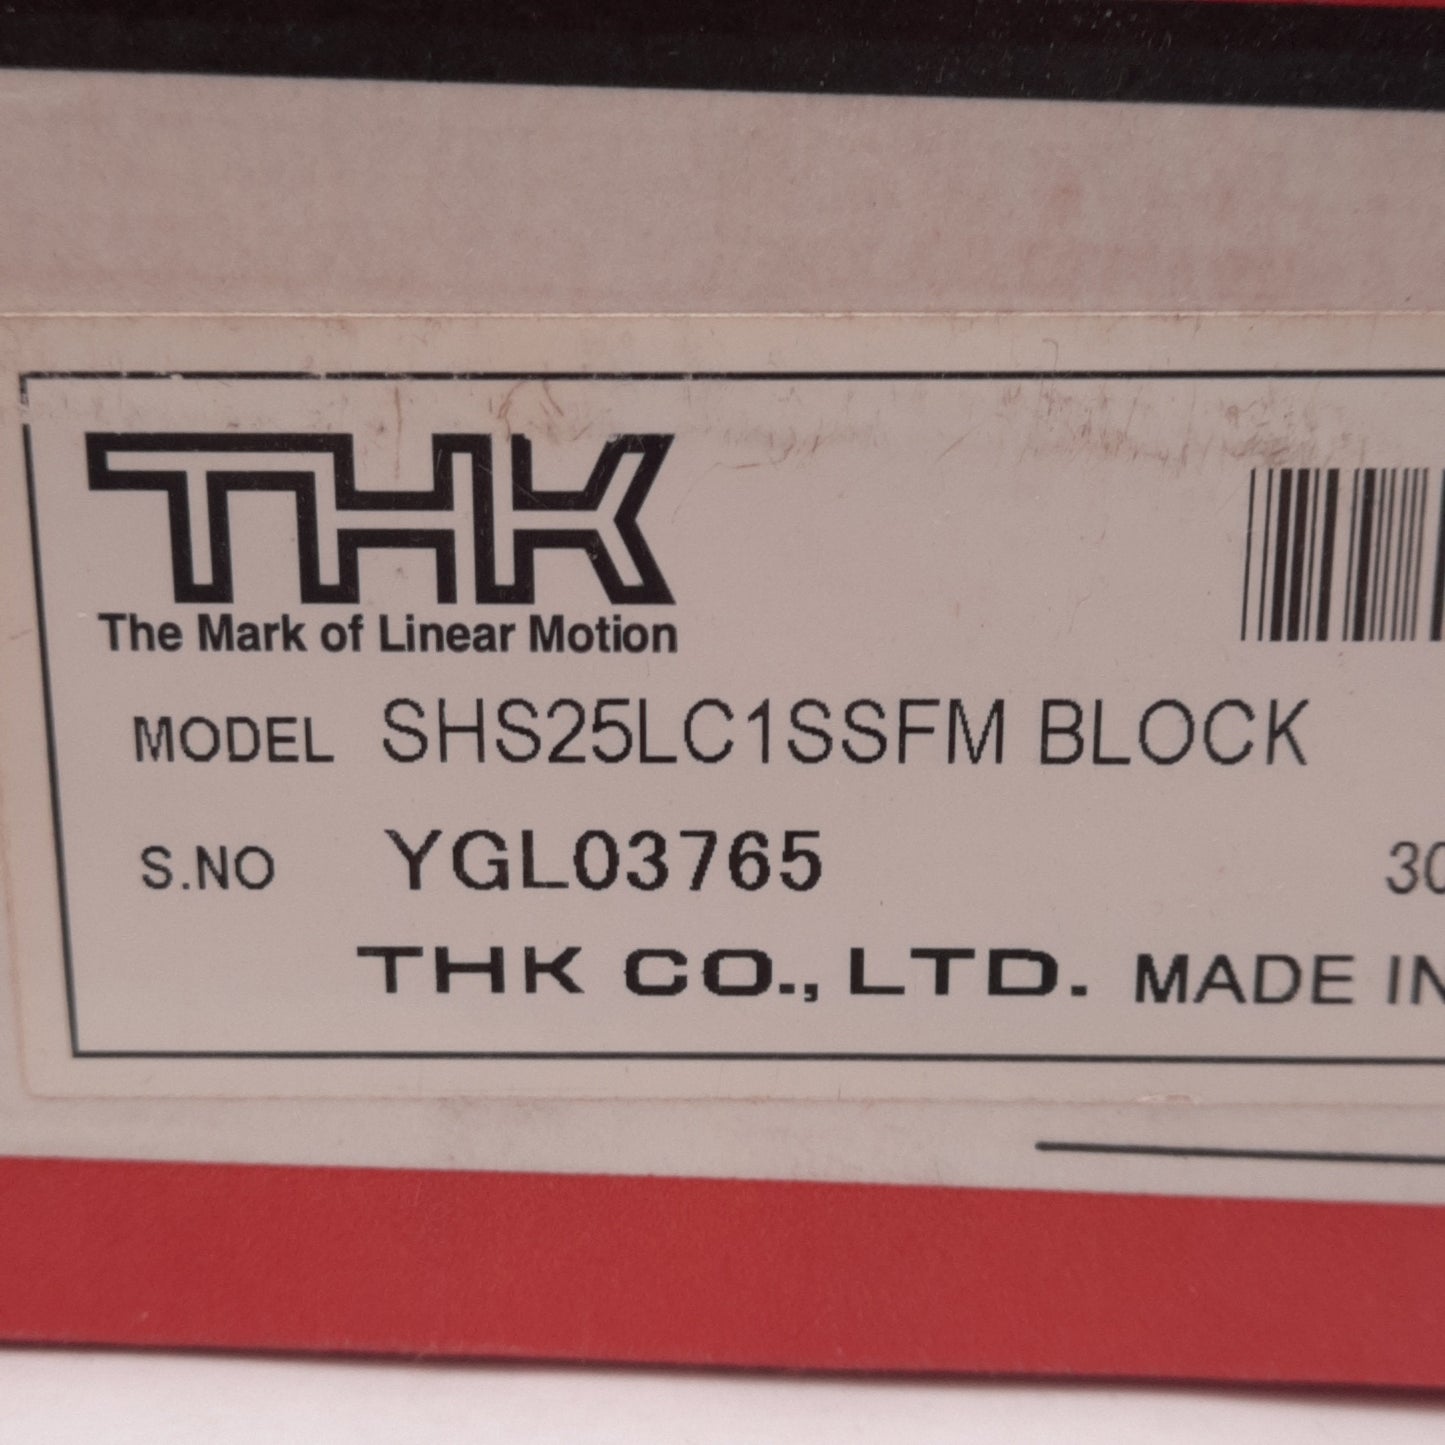 THK
The Mark of Linear Motion
MODEL SHS25LC1SSFM BLOCK
S.NO YGL03765 30
THK CO., LTD. MADE IN